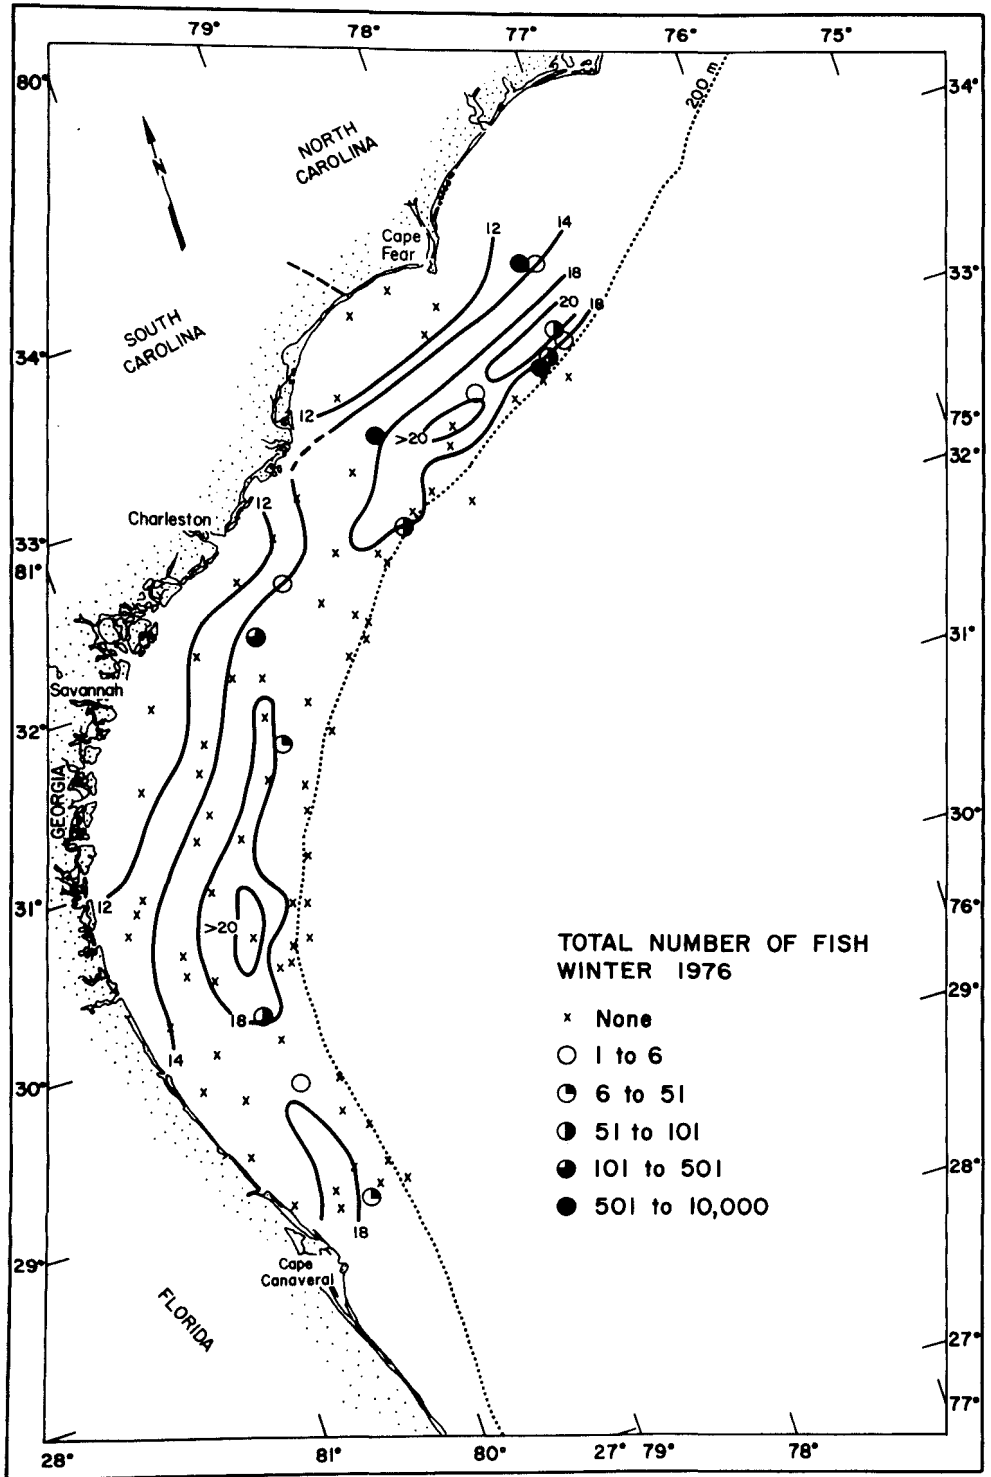 79°
78°
77°
76°
75°
80°
34°
200 m
N
NORTH
CAROLINA
Cape
Fear
12
14
33°
18
20
18
SOUTH
CAROLINA
34°
12
75°
>20
32°
12
Charleston
33°
81°
31°
Savannah
32°
GEORGIA
30°
31°
12
76°
>20
TOTAL NUMBER OF FISH
WINTER 1976
29°
x None
18
1 to 6
14
30°
6 to 51
51 to 101
28°
101 to 501
501 to 10,000
18
29°
Cape
Canaveral
FLORIDA
27°
77°
28°
81°
80°
27°
79°
78°